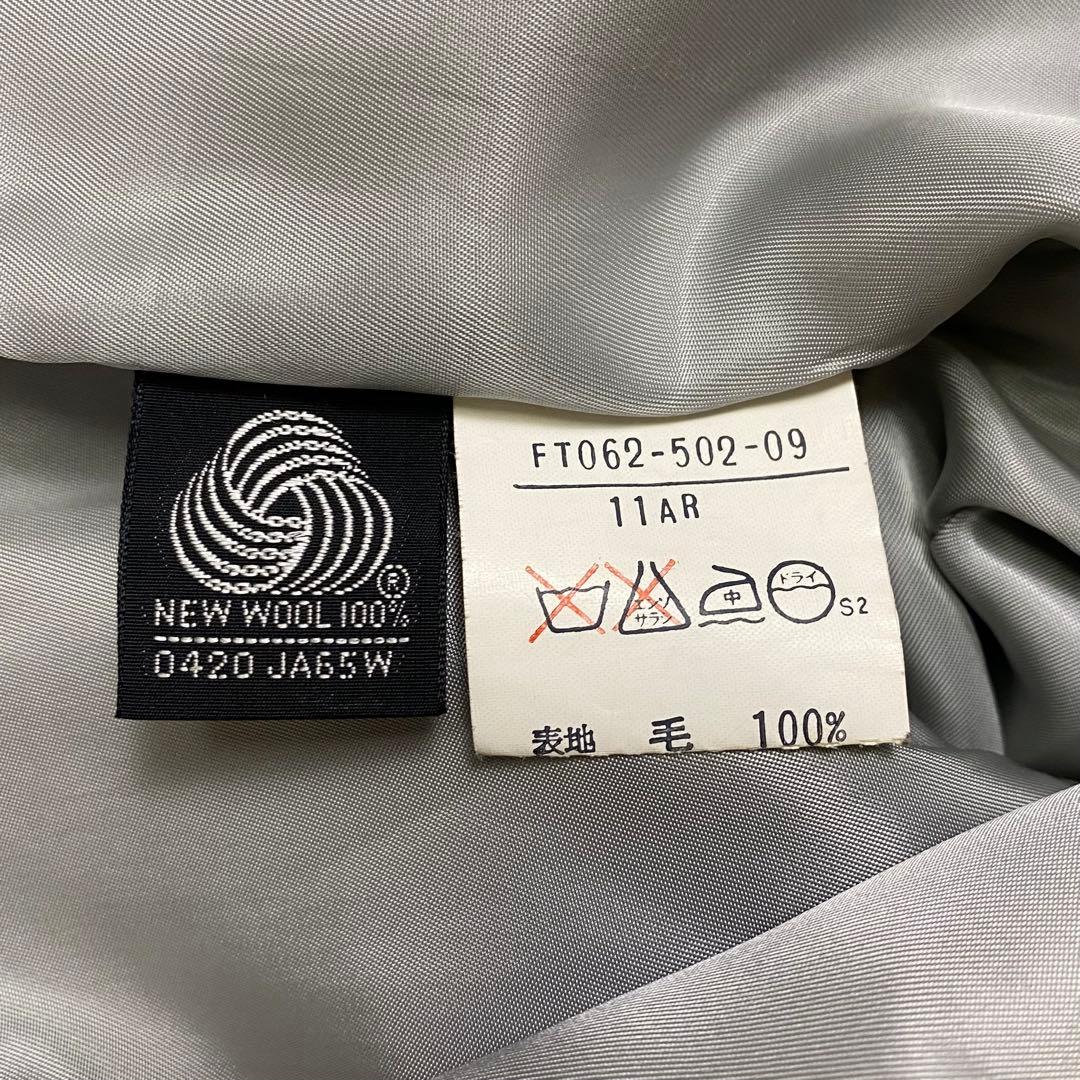 ®
NEW WOOL 100%
0420 JA65W
FT062-502-09
11AR
エンソ
サラシ
中
ドライ
S2
表地 毛 100%